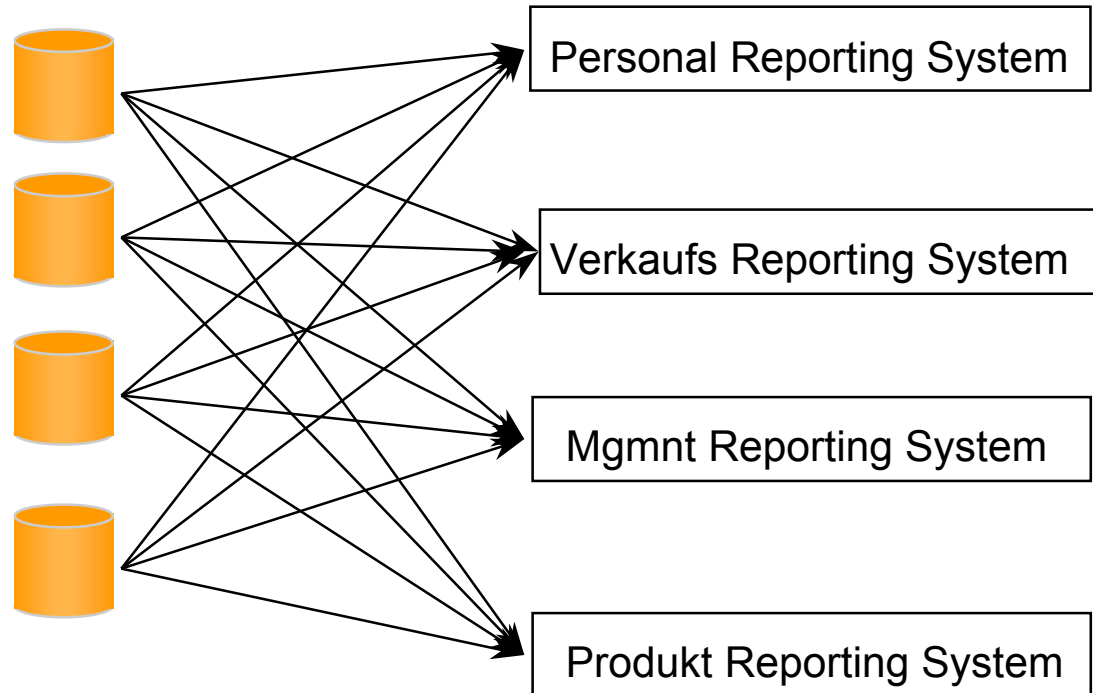 Personal Reporting System
Verkaufs Reporting System
Mgmnt Reporting System
Produkt Reporting System